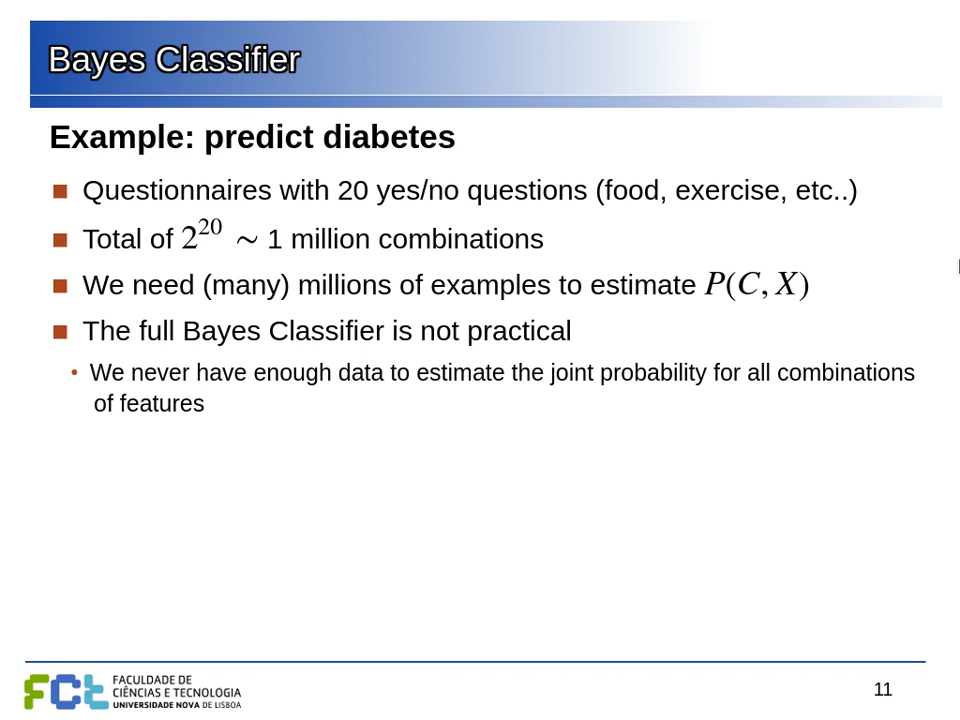 Bayes Classifier
Example: predict diabetes
Questionnaires with 20 yes/no questions (food, exercise, etc..)
Total of 2^20 ∼ 1 million combinations
We need (many) millions of examples to estimate P(C, X)
The full Bayes Classifier is not practical
• We never have enough data to estimate the joint probability for all combinations
of features
FCt
FACULDADE DE
CIÊNCIAS E TECNOLOGIA
UNIVERSIDADE NOVA DE LISBOA
11